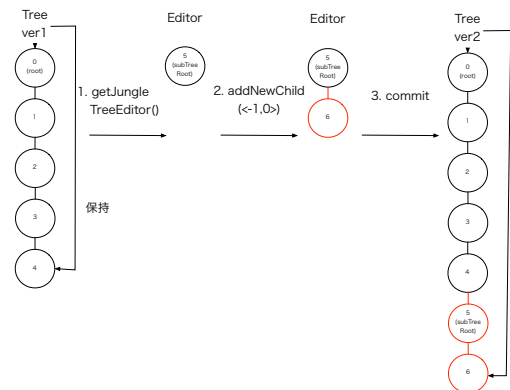 Tree
ver1
0
(root)
1
2
3
4
保持
1. getJungle
TreeEditor()
Editor
5
(subTree
Root)
2. addNewChild
(<-1,0>)
Editor
5
(subTree
Root)
6
3. commit
Tree
ver2
0
(root)
1
2
3
4
5
(subTree
Root)
6